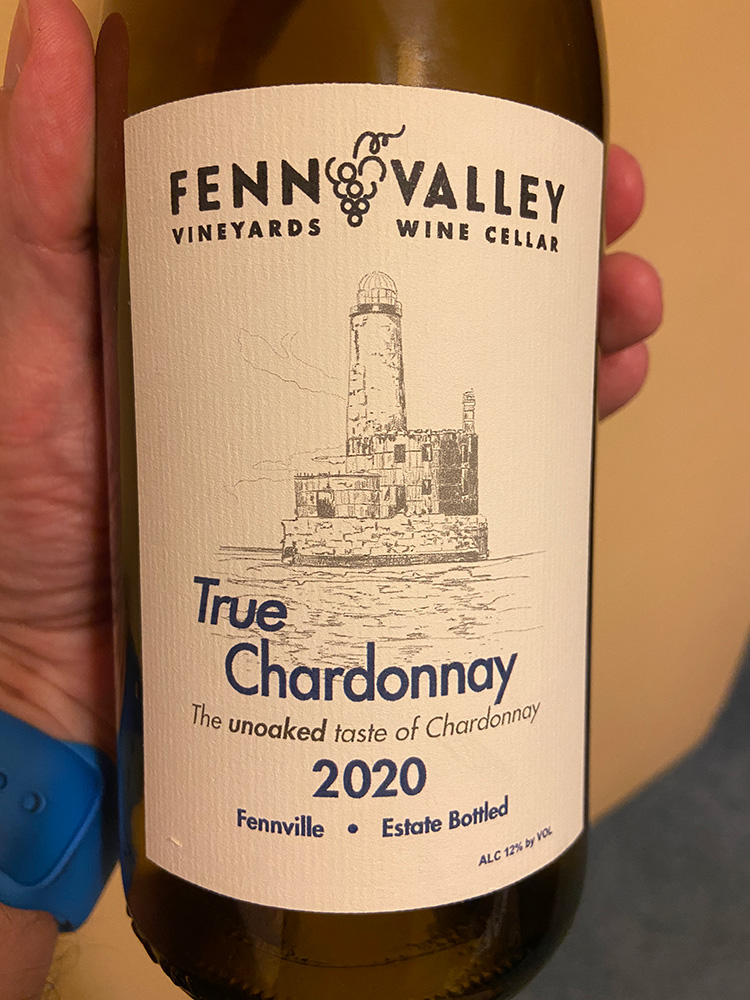 FENN VALLEY
VINEYARDS WINE CELLAR
True
Chardonnay
The unoaked taste of Chardonnay
2020
Fennville • Estate Bottled
ALC 12% by VOL